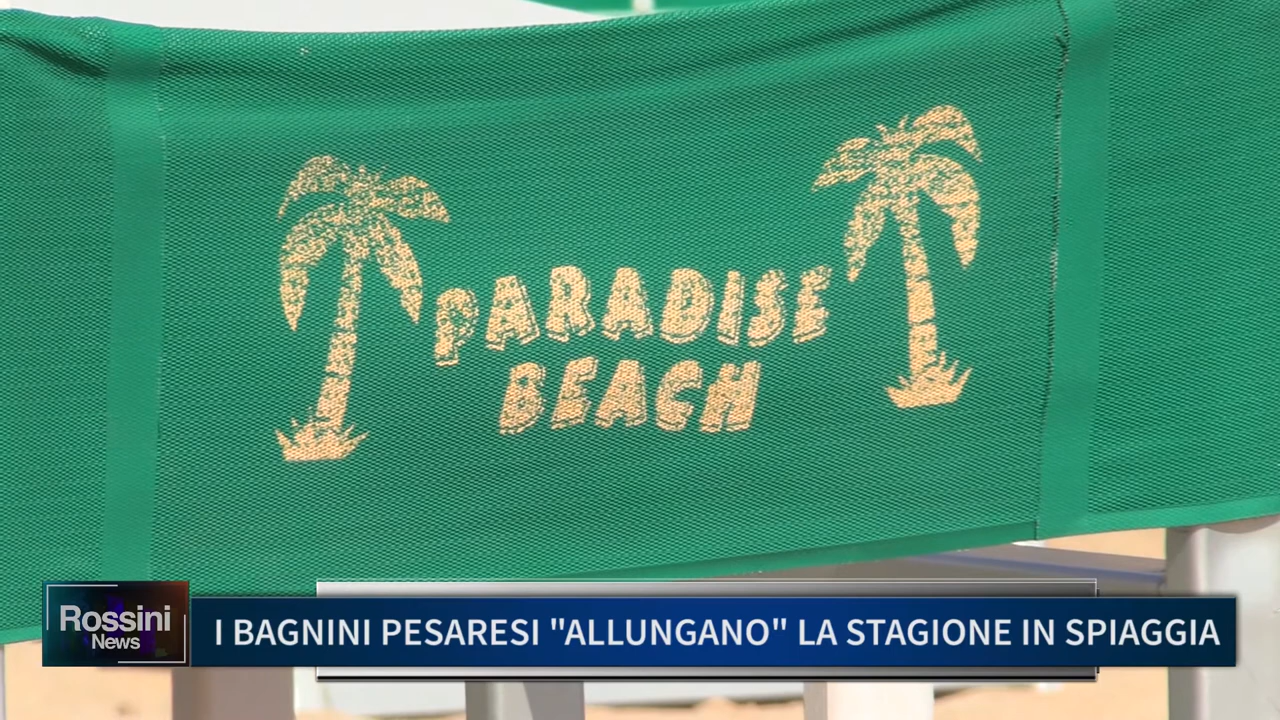 PARADISE
BEACH
Rossini
News
I BAGNINI PESARESI "ALLUNGANO" LA STAGIONE IN SPIAGGIA